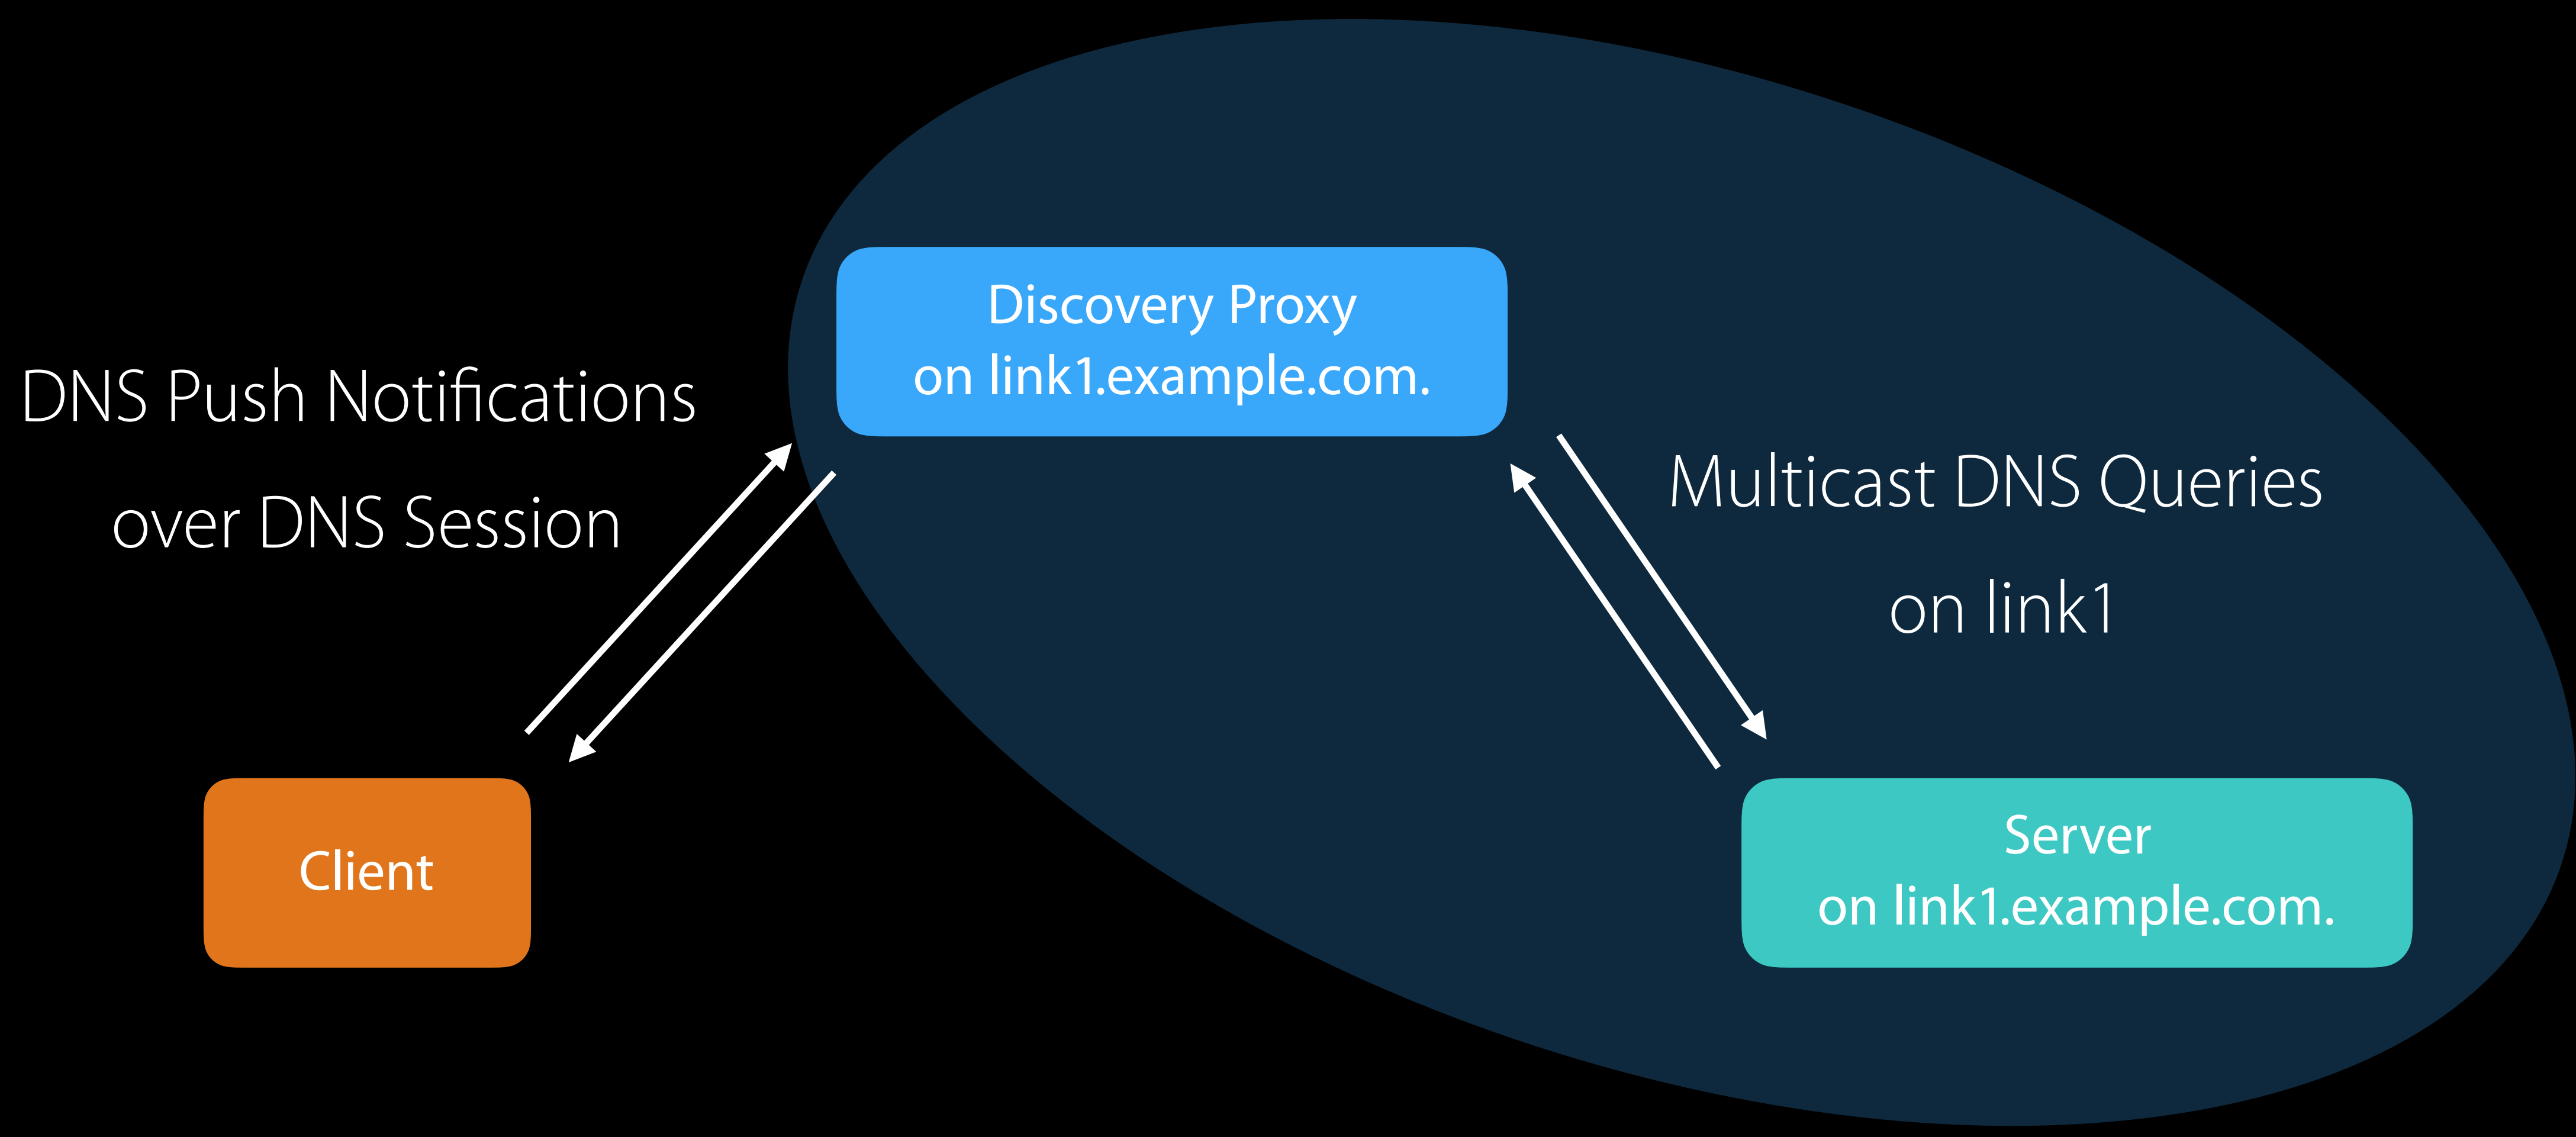 Discovery Proxy
on link1.example.com.
DNS Push Notifications
over DNS Session
Multicast DNS Queries
on link1
Client
Server
on link1.example.com.